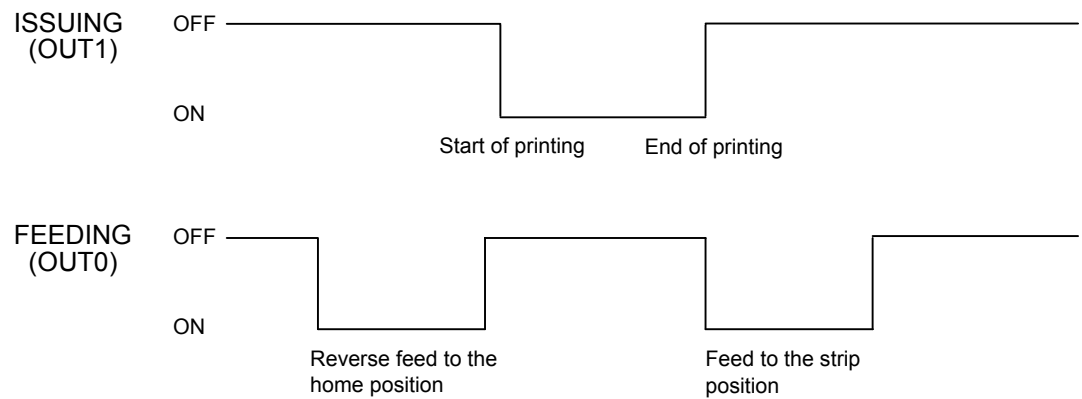 ISSUING
(OUT1)
OFF
ON
Start of printing
End of printing
FEEDING
(OUT0)
OFF
ON
Reverse feed to the
home position
Feed to the strip
position